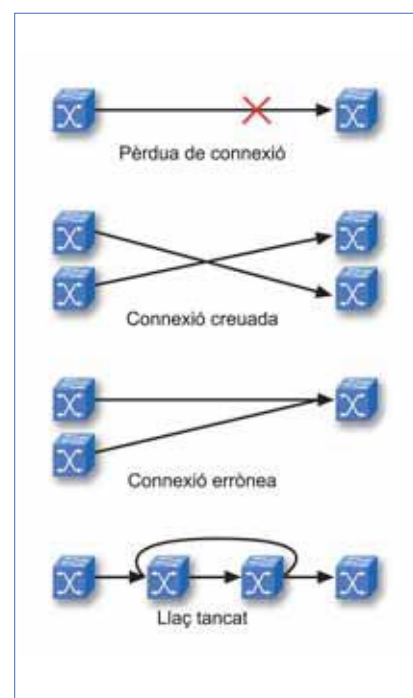 Pèrdua de connexió
Connexió creuada
Connexió errònea
Llaç tancat